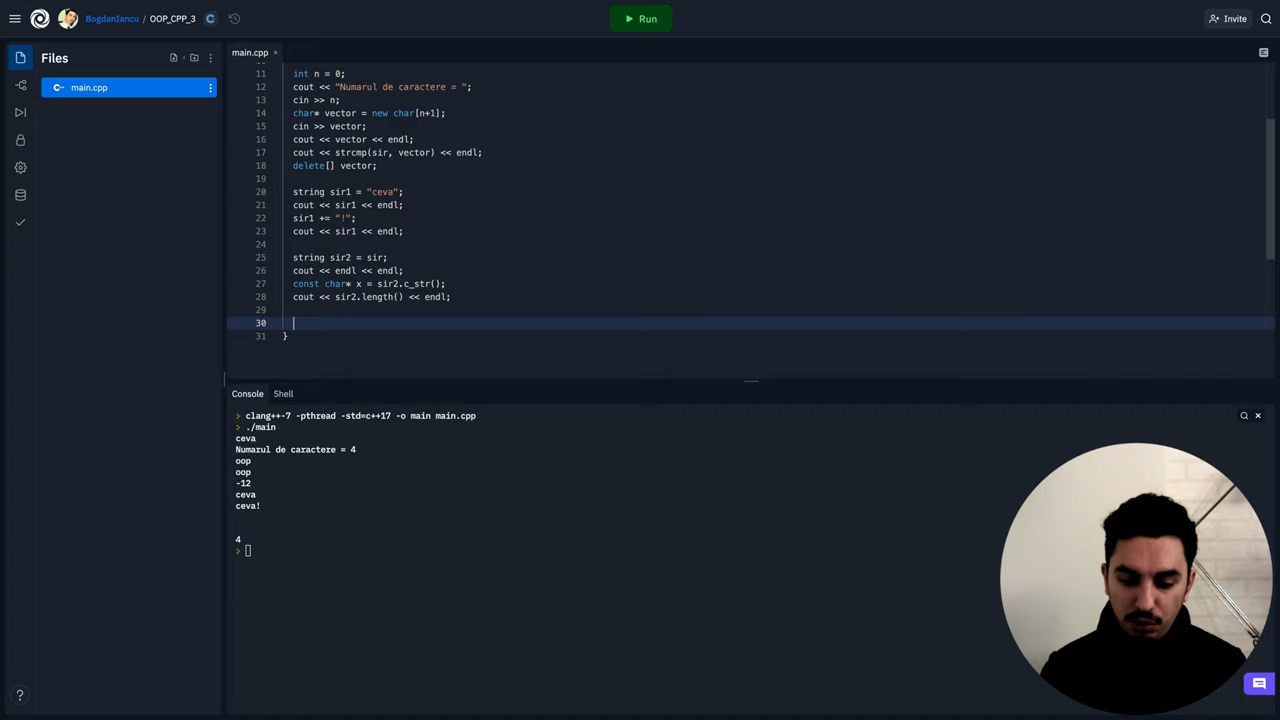 BogdanIancu / OOP_CPP_3
Run
Invite
Files
main.cpp
main.cpp ×
11 int n = 0;
12 cout << "Numarul de caractere = ";
13 cin >> n;
14 char* vector = new char[n+1];
15 cin >> vector;
16 cout << vector << endl;
17 cout << strcmp(sir, vector) << endl;
18 delete[] vector;
19
20 string sir1 = "ceva";
21 cout << sir1 << endl;
22 sir1 += "!";
23 cout << sir1 << endl;
24
25 string sir2 = sir;
26 cout << endl << endl;
27 const char* x = sir2.c_str();
28 cout << sir2.length() << endl;
29
30
31 }
Console Shell
> clang++-7 -pthread -std=c++17 -o main main.cpp
> ./main
ceva
Numarul de caractere = 4
oop
oop
-12
ceva
ceva!
4
>
?